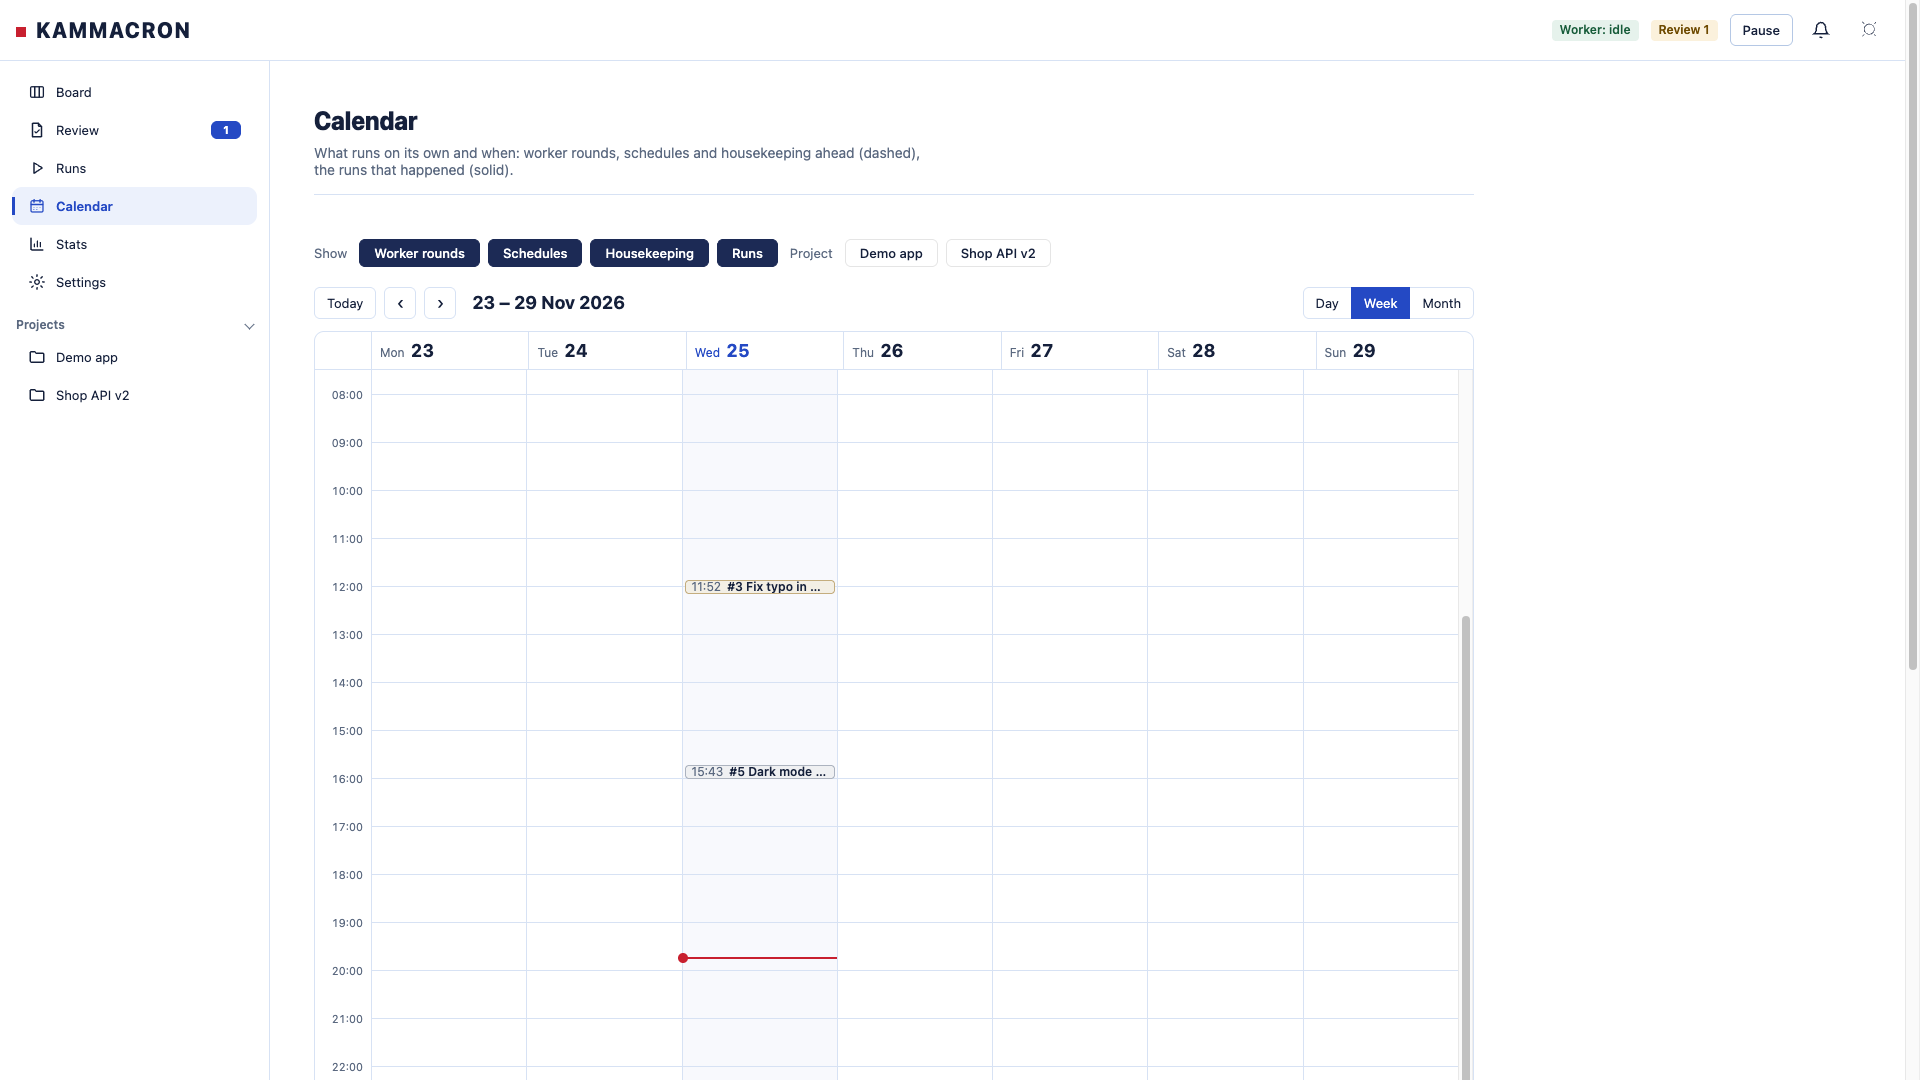 KAMMACRON
Worker: idle
Review 1
Pause
Board
Review
1
Runs
Calendar
Stats
Settings
Projects
Demo app
Shop API v2
Calendar
What runs on its own and when: worker rounds, schedules and housekeeping ahead (dashed),
the runs that happened (solid).
Show
Worker rounds
Schedules
Housekeeping
Runs
Project
Demo app
Shop API v2
Today
‹
›
23 – 29 Nov 2026
Day
Week
Month
Mon 23
Tue 24
Wed 25
Thu 26
Fri 27
Sat 28
Sun 29
08:00
09:00
10:00
11:00
12:00
11:52 #3 Fix typo in ...
13:00
14:00
15:00
15:43 #5 Dark mode ...
16:00
17:00
18:00
19:00
20:00
21:00
22:00